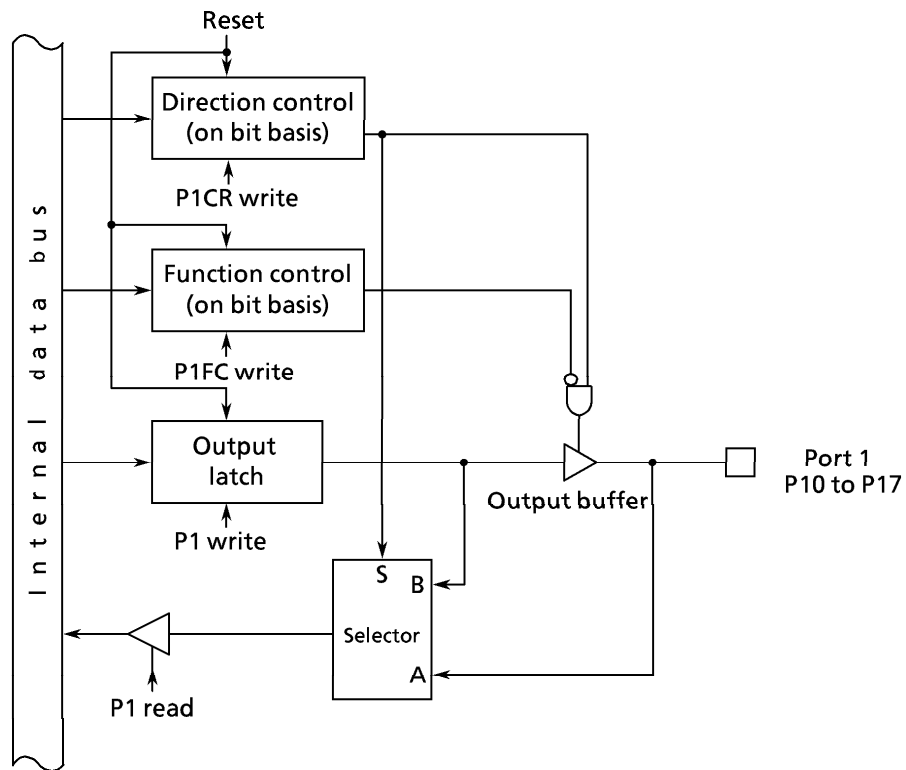 Reset
Direction control
(on bit basis)
P1CR write
Function control
(on bit basis)
P1FC write
Internal data bus
Output
latch
P1 write
Output buffer
Port 1
P10 to P17
S
B
Selector
A
P1 read